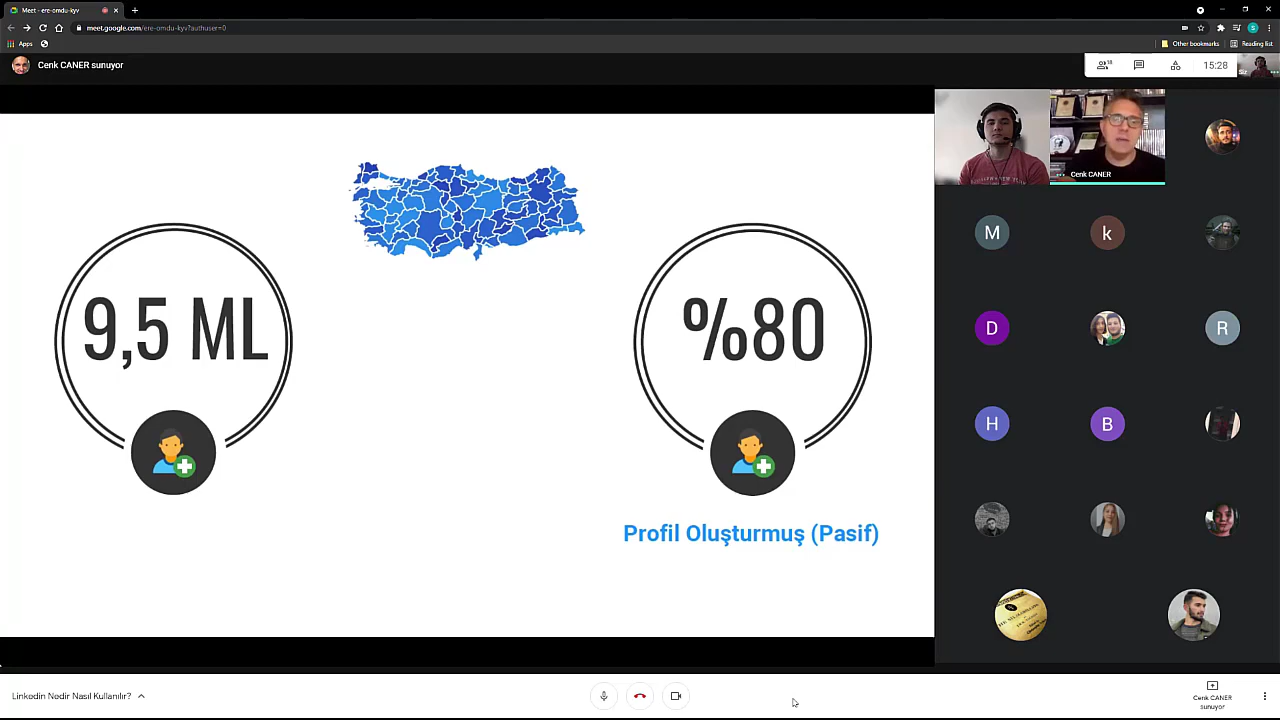 Meet - ere-omdu-kyv
meet.google.com/ere-omdu-kyv?authuser=0
S
Apps
Other bookmarks
Reading list
Cenk CANER sunuyor
18
15:28
Siz
Cenk CANER
9,5 ML
%80
Profil Oluşturmuş (Pasif)
M
k
D
R
H
B
Linkedin Nedir Nasıl Kullanılır?
Cenk CANER
sunuyor